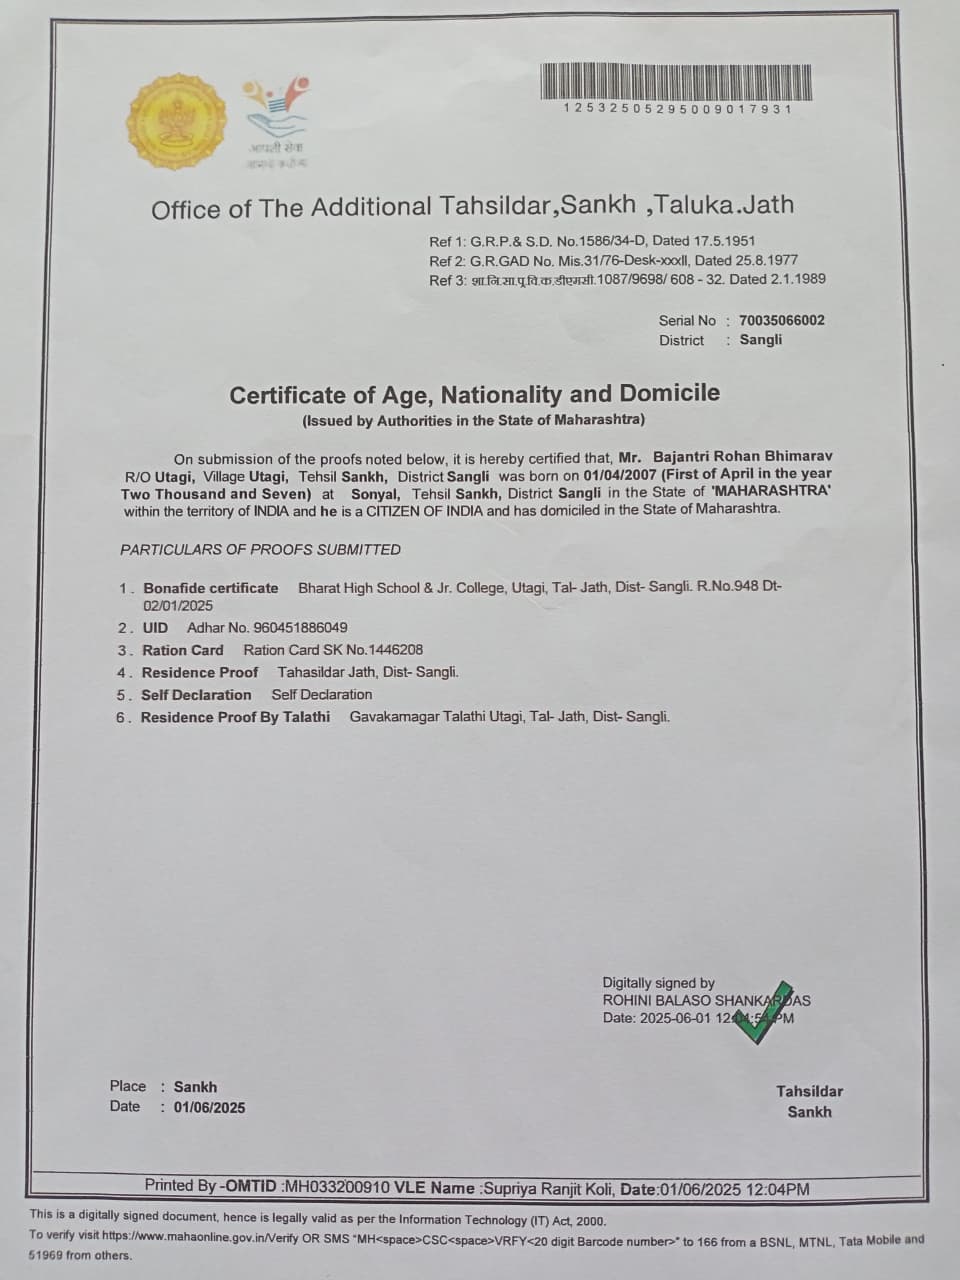 आपली सेवा
12532505295009017931
Office of The Additional Tahsildar,Sankh ,Taluka.Jath
Ref 1: G.R.P.& S.D. No.1586/34-D, Dated 17.5.1951
Ref 2: G.R.GAD No. Mis.31/76-Desk-xxxII, Dated 25.8.1977
Ref 3: शा.नि.सा.पू.वि.क.डीएमसी.1087/9698/ 608 - 32. Dated 2.1.1989
Serial No : 70035066002
District : Sangli
Certificate of Age, Nationality and Domicile
(Issued by Authorities in the State of Maharashtra)
On submission of the proofs noted below, it is hereby certified that, Mr. Bajantri Rohan Bhimarav
R/O Utagi, Village Utagi, Tehsil Sankh, District Sangli was born on 01/04/2007 (First of April in the year
Two Thousand and Seven) at Sonyal, Tehsil Sankh, District Sangli in the State of 'MAHARASHTRA'
within the territory of INDIA and he is a CITIZEN OF INDIA and has domiciled in the State of Maharashtra.
PARTICULARS OF PROOFS SUBMITTED
1. Bonafide certificate Bharat High School & Jr. College, Utagi, Tal- Jath, Dist- Sangli. R.No.948 Dt-
02/01/2025
2. UID Adhar No. 960451886049
3. Ration Card Ration Card SK No.1446208
4. Residence Proof Tahasildar Jath, Dist- Sangli.
5. Self Declaration Self Declaration
6. Residence Proof By Talathi Gavakamagar Talathi Utagi, Tal- Jath, Dist- Sangli.
Digitally signed by
ROHINI BALASO SHANKARDAS
Date: 2025-06-01 PM
Place : Sankh
Date : 01/06/2025
Tahsildar
Sankh
Printed By -OMTID :MH033200910 VLE Name :Supriya Ranjit Koli, Date:01/06/2025 12:04PM
This is a digitally signed document, hence is legally valid as per the Information Technology (IT) Act, 2000.
To verify visit https://www.mahaonline.gov.in/Verify OR SMS "MH<space>CSC<space>VRFY<20 digit Barcode number>" to 166 from a BSNL, MTNL, Tata Mobile and
51969 from others.